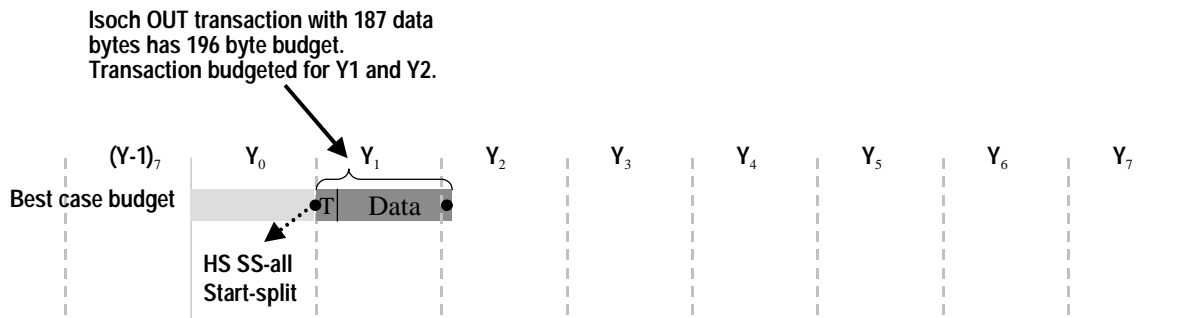 Isoch OUT transaction with 187 data
bytes has 196 byte budget.
Transaction budgeted for Y1 and Y2.
(Y-1)₇ Y₀ Y₁ Y₂ Y₃ Y₄ Y₅ Y₆ Y₇
Best case budget T Data
HS SS-all
Start-split